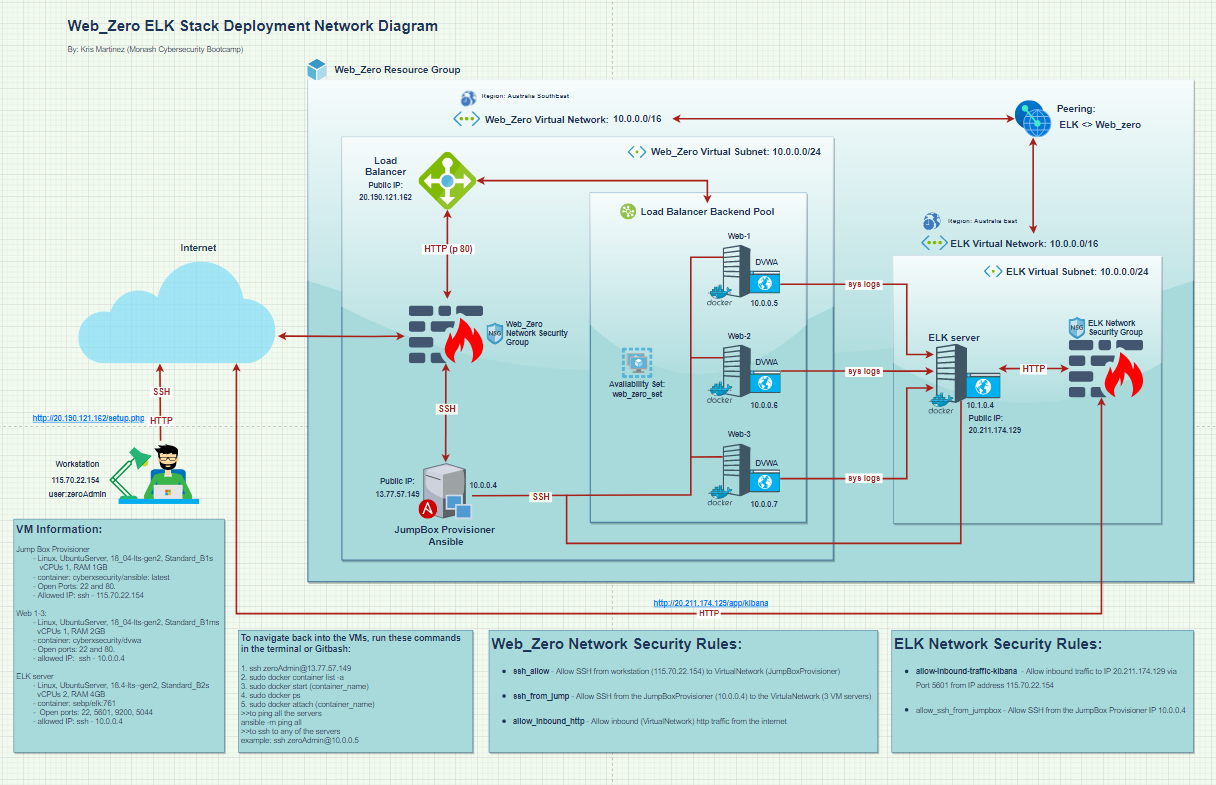 Web_Zero ELK Stack Deployment Network Diagram
By: Kris Martinez (Monash Cybersecurity Bootcamp)
Web_Zero Resource Group
Region: Australia SouthEast
Web_Zero Virtual Network: 10.0.0.0/16
Peering:
ELK <> Web_zero
Web_Zero Virtual Subnet: 10.0.0.0/24
Load
Balancer
Public IP:
20.190.121.162
Load Balancer Backend Pool
Region: Australia East
ELK Virtual Network: 10.0.0.0/16
ELK Virtual Subnet: 10.0.0.0/24
Internet
HTTP (p 80)
Web-1
DVWA
docker
10.0.0.5
sys logs
NSG
Web_Zero
Network Security
Group
Web-2
DVWA
docker
10.0.0.6
sys logs
Availability Set:
web_zero_set
ELK server
docker
10.1.0.4
Public IP:
20.211.174.129
HTTP
NSG
ELK Network
Security Group
SSH
HTTP
http://20.190.121.162/setup.php
SSH
Web-3
DVWA
docker
10.0.0.7
sys logs
Workstation
115.70.22.154
user:zeroAdmin
Public IP:
13.77.57.149
10.0.0.4
A
SSH
JumpBox Provisioner
Ansible
http://20.211.174.129/app/kibana
HTTP
VM Information:
Jump Box Provisioner
- Linux, UbuntuServer, 18_04-lts-gen2, Standard_B1s
vCPUs 1, RAM 1GB
- container: cyberxsecurity/ansible: latest
- Open Ports: 22 and 80.
- Allowed IP: ssh - 115.70.22.154
Web 1-3:
- Linux, UbuntuServer, 18_04-lts-gen2, Standard_B1ms
vCPUs 1, RAM 2GB
- container: cyberxsecurity/dvwa
- Open ports: 22 and 80.
- allowed IP: ssh - 10.0.0.4
ELK server
- Linux, UbuntuServer, 18.4-lts--gen2, Standard_B2s
vCPUs 2, RAM 4GB
- container: sebp/elk:761
- Open ports: 22, 5601, 9200, 5044
- allowed IP: ssh - 10.0.0.4
To navigate back into the VMs, run these commands
in the terminal or Gitbash:
1. ssh zeroAdmin@13.77.57.149
2. sudo docker container list -a
3. sudo docker start (container_name)
4. sudo docker ps
5. sudo docker attach (container_name)
>>to ping all the servers
ansible -m ping all
>>to ssh to any of the servers
example: ssh zeroAdmin@10.0.0.5
Web_Zero Network Security Rules:
• ssh_allow - Allow SSH from workstation (115.70.22.154) to VirtualNetwork (JumpBoxProvisioner)
• ssh_from_jump - Allow SSH from the JumpBoxProvisioner (10.0.0.4) to the VirtulaNetwork (3 VM servers)
• allow_inbound_http - Allow inbound (VirtualNetwork) http traffic from the internet
ELK Network Security Rules:
• allow-inbound-traffic-kibana - Allow inbound traffic to IP 20.211.174.129 via
Port 5601 from IP address 115.70.22.154
• allow_ssh_from_jumpbox - Allow SSH from the JumpBox Provisioner IP 10.0.0.4